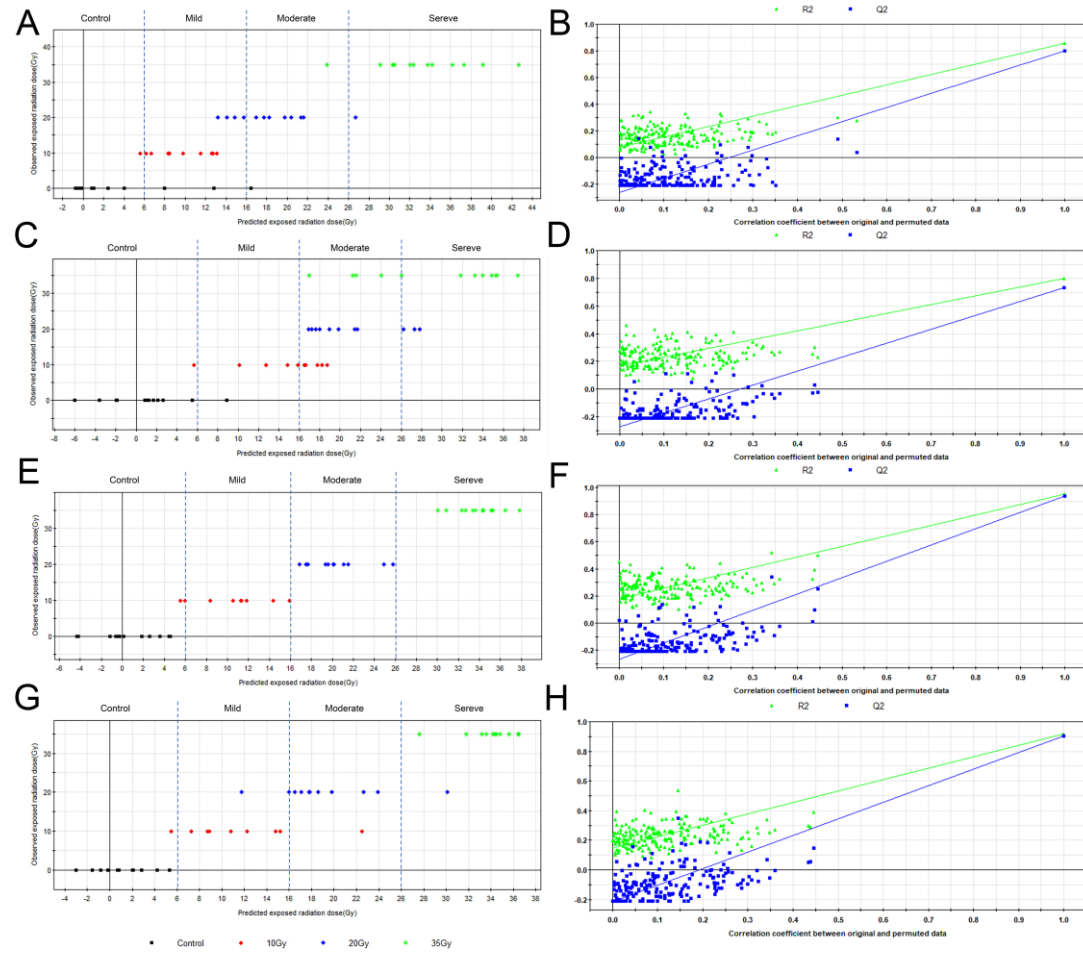 A
Control Mild Moderate Sereve
Observed exposed radiation dose(Gy)
40
30
20
10
0
-2 0 2 4 6 8 10 12 14 16 18 20 22 24 26 28 30 32 34 36 38 40 42 44
Predicted exposed radiation dose(Gy)
B
R2 Q2
1.0
0.8
0.6
0.4
0.2
0.0
-0.2
0.0 0.1 0.2 0.3 0.4 0.5 0.6 0.7 0.8 0.9 1.0
Correlation coefficient between original and permuted data
C
Control Mild Moderate Sereve
Observed exposed radiation dose(Gy)
30
20
10
0
-8 -6 -4 -2 0 2 4 6 8 10 12 14 16 18 20 22 24 26 28 30 32 34 36 38
Predicted exposed radiation dose(Gy)
D
R2 Q2
1.0
0.8
0.6
0.4
0.2
0.0
-0.2
0.0 0.1 0.2 0.3 0.4 0.5 0.6 0.7 0.8 0.9 1.0
Correlation coefficient between original and permuted data
E
Control Mild Moderate Sereve
Observed exposed radiation dose(Gy)
30
20
10
0
-6 -4 -2 0 2 4 6 8 10 12 14 16 18 20 22 24 26 28 30 32 34 36 38
Predicted exposed radiation dose(Gy)
F
R2 Q2
1.0
0.8
0.6
0.4
0.2
0.0
-0.2
0.0 0.1 0.2 0.3 0.4 0.5 0.6 0.7 0.8 0.9 1.0
Correlation coefficient between original and permuted data
G
Control Mild Moderate Sereve
Observed exposed radiation dose(Gy)
30
20
10
0
-4 -2 0 2 4 6 8 10 12 14 16 18 20 22 24 26 28 30 32 34 36 38
Predicted exposed radiation dose(Gy)
H
R2 Q2
1.0
0.8
0.6
0.4
0.2
0.0
-0.2
0.0 0.1 0.2 0.3 0.4 0.5 0.6 0.7 0.8 0.9 1.0
Correlation coefficient between original and permuted data
Control 10Gy 20Gy 35Gy